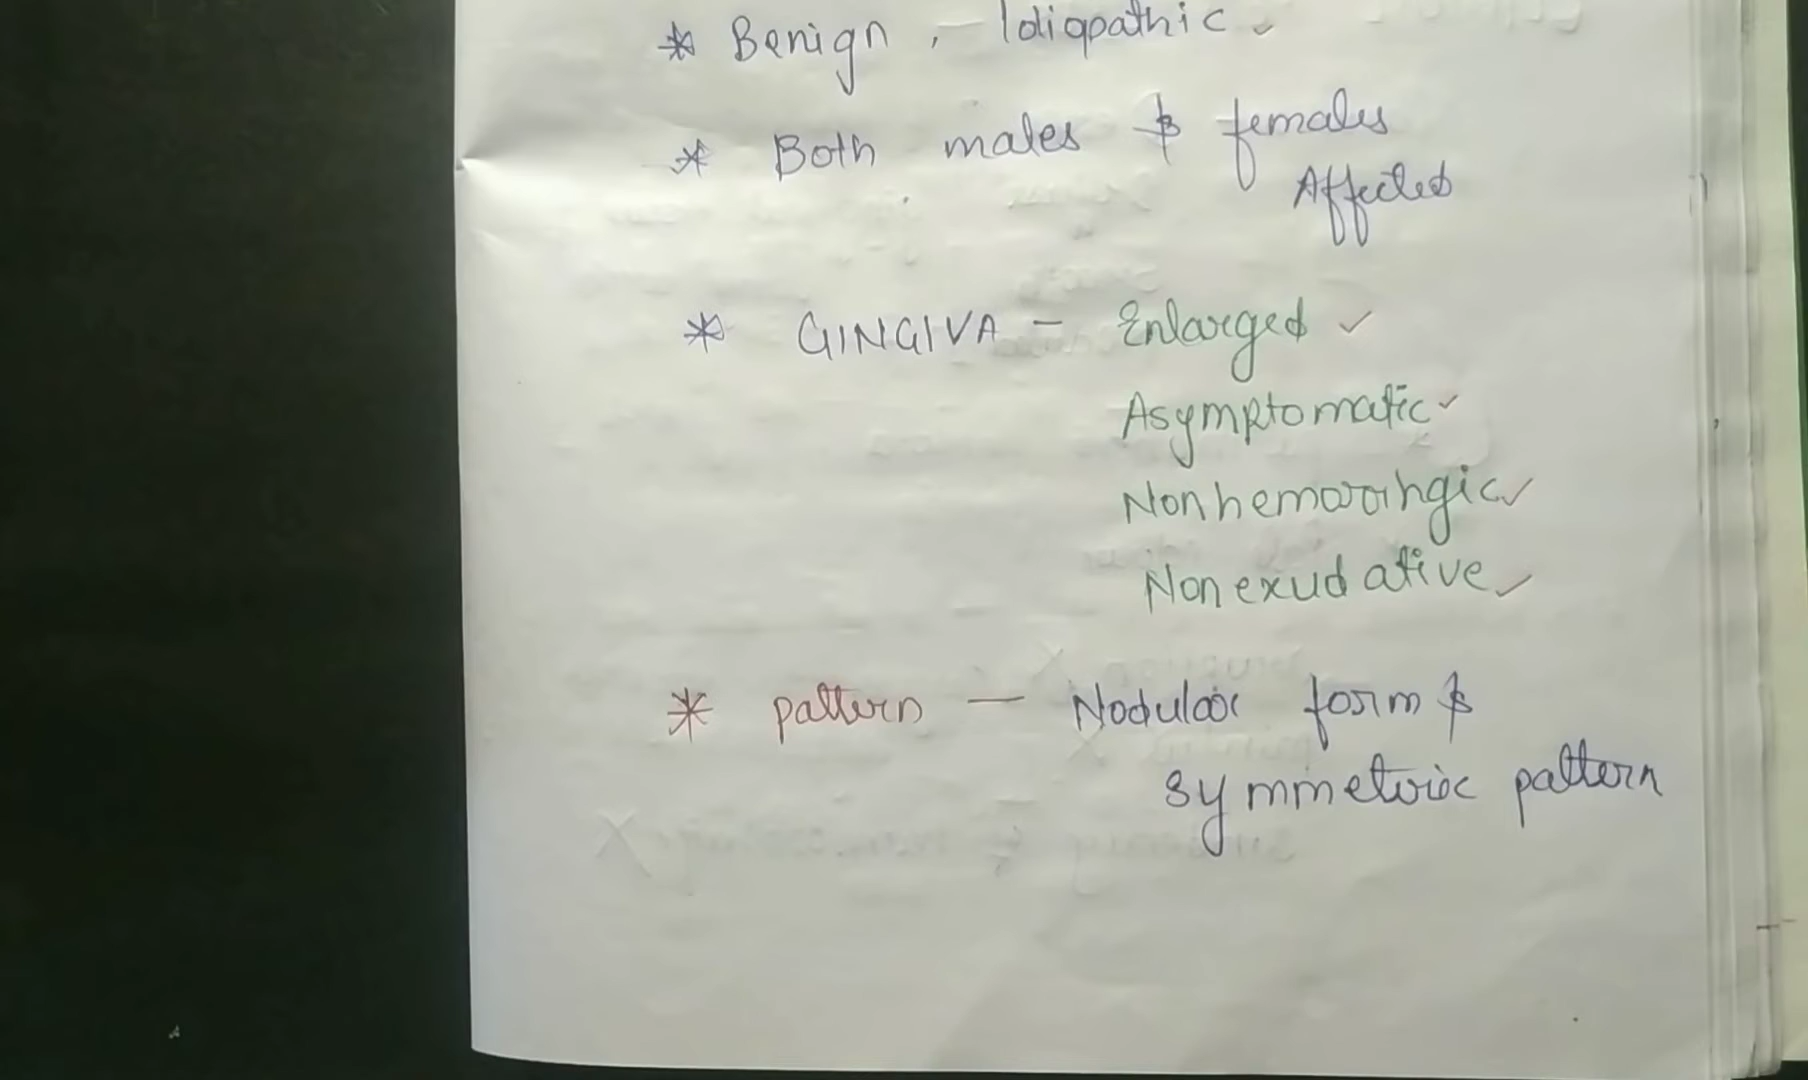 * Benign, - Idiopathic ✓
* Both males & females
Affected
* GINGIVA - Enlarged ✓
Asymptomatic ✓
Nonhemorrhgic ✓
Nonexudative ✓
* pattern - Nodular form &
symmetric pattern